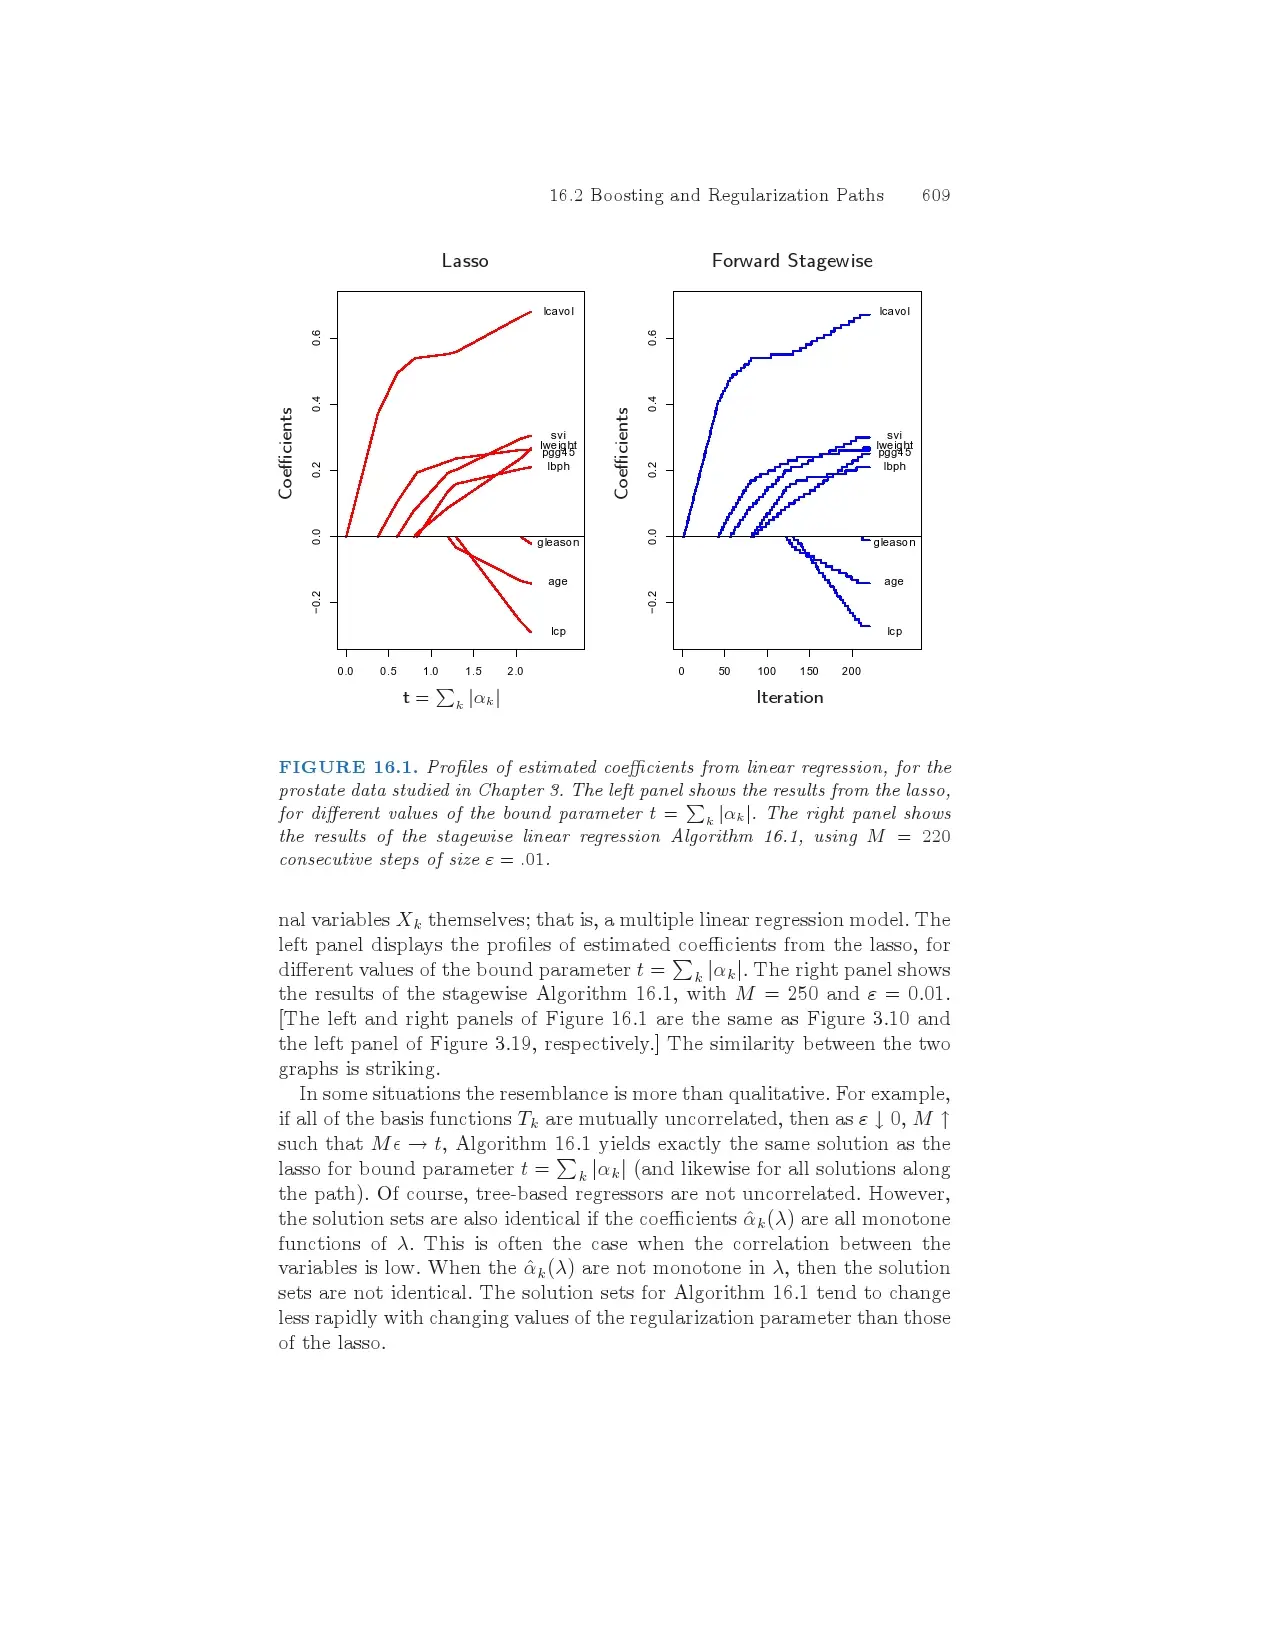 16.2 Boosting and Regularization Paths 609
Lasso
Forward Stagewise
Coefficients
0.6
0.4
0.2
0.0
−0.2
lcavol
svi
lweight
pgg45
lbph
gleason
age
lcp
0.0 0.5 1.0 1.5 2.0
t = ∑k |αk|
Coefficients
0.6
0.4
0.2
0.0
−0.2
lcavol
svi
lweight
pgg45
lbph
gleason
age
lcp
0 50 100 150 200
Iteration
FIGURE 16.1. Profiles of estimated coefficients from linear regression, for the
prostate data studied in Chapter 3. The left panel shows the results from the lasso,
for different values of the bound parameter t = ∑k |αk|. The right panel shows
the results of the stagewise linear regression Algorithm 16.1, using M = 220
consecutive steps of size ε = .01.
nal variables Xk themselves; that is, a multiple linear regression model. The
left panel displays the profiles of estimated coefficients from the lasso, for
different values of the bound parameter t = ∑k |αk|. The right panel shows
the results of the stagewise Algorithm 16.1, with M = 250 and ε = 0.01.
[The left and right panels of Figure 16.1 are the same as Figure 3.10 and
the left panel of Figure 3.19, respectively.] The similarity between the two
graphs is striking.
In some situations the resemblance is more than qualitative. For example,
if all of the basis functions Tk are mutually uncorrelated, then as ε ↓ 0, M ↑
such that Mϵ → t, Algorithm 16.1 yields exactly the same solution as the
lasso for bound parameter t = ∑k |αk| (and likewise for all solutions along
the path). Of course, tree-based regressors are not uncorrelated. However,
the solution sets are also identical if the coefficients α̂k(λ) are all monotone
functions of λ. This is often the case when the correlation between the
variables is low. When the α̂k(λ) are not monotone in λ, then the solution
sets are not identical. The solution sets for Algorithm 16.1 tend to change
less rapidly with changing values of the regularization parameter than those
of the lasso.